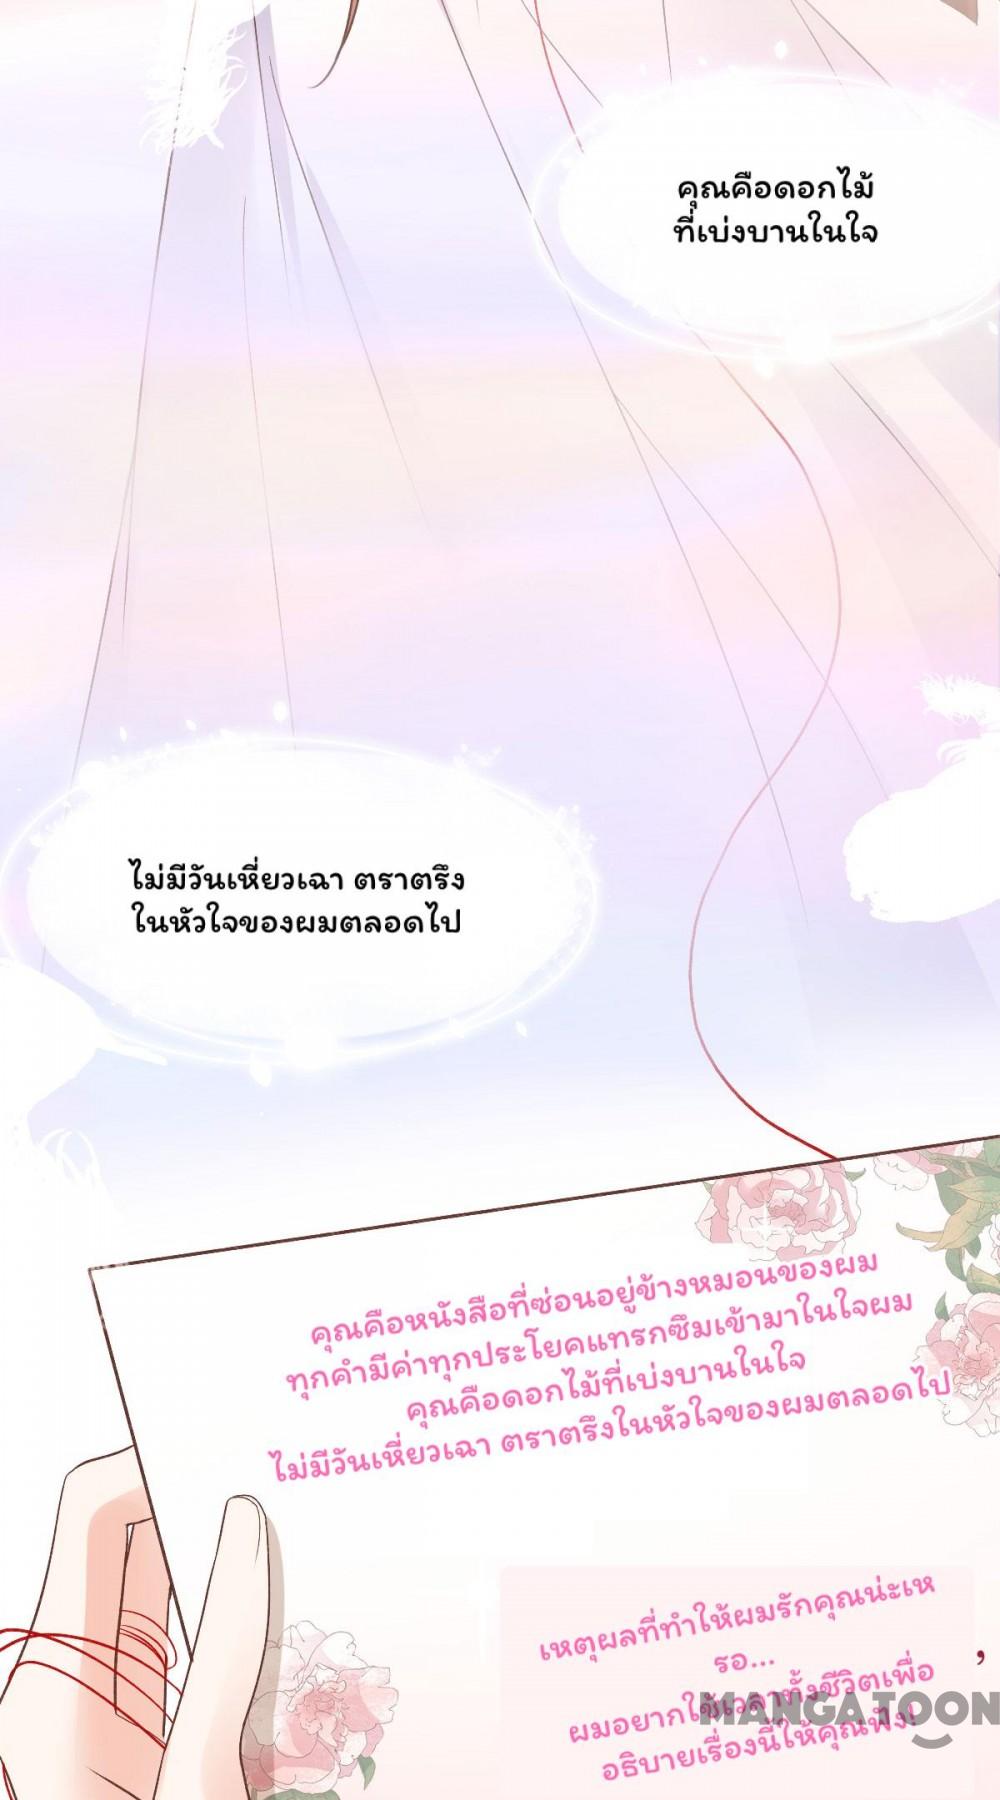 คุณคือดอกไม้
ที่เบ่งบานในใจ
ไม่มีวันเหี่ยวเฉา ตราตรึง
ในหัวใจของผมตลอดไป
คุณคือหนังสือที่ซ่อนอยู่ข้างหมอนของผม
ทุกคำมีค่าทุกประโยคแทรกซึมเข้ามาในใจผม
คุณคือดอกไม้ที่เบ่งบานในใจ
ไม่มีวันเหี่ยวเฉา ตราตรึงในหัวใจของผมตลอดไป
เหตุผลที่ทำให้ผมรักคุณน่ะเห
รอ...
ผมอยากใช้เวลาทั้งชีวิตเพื่อ
อธิบายเรื่องนี้ให้คุณฟัง!
,
MANGATOON